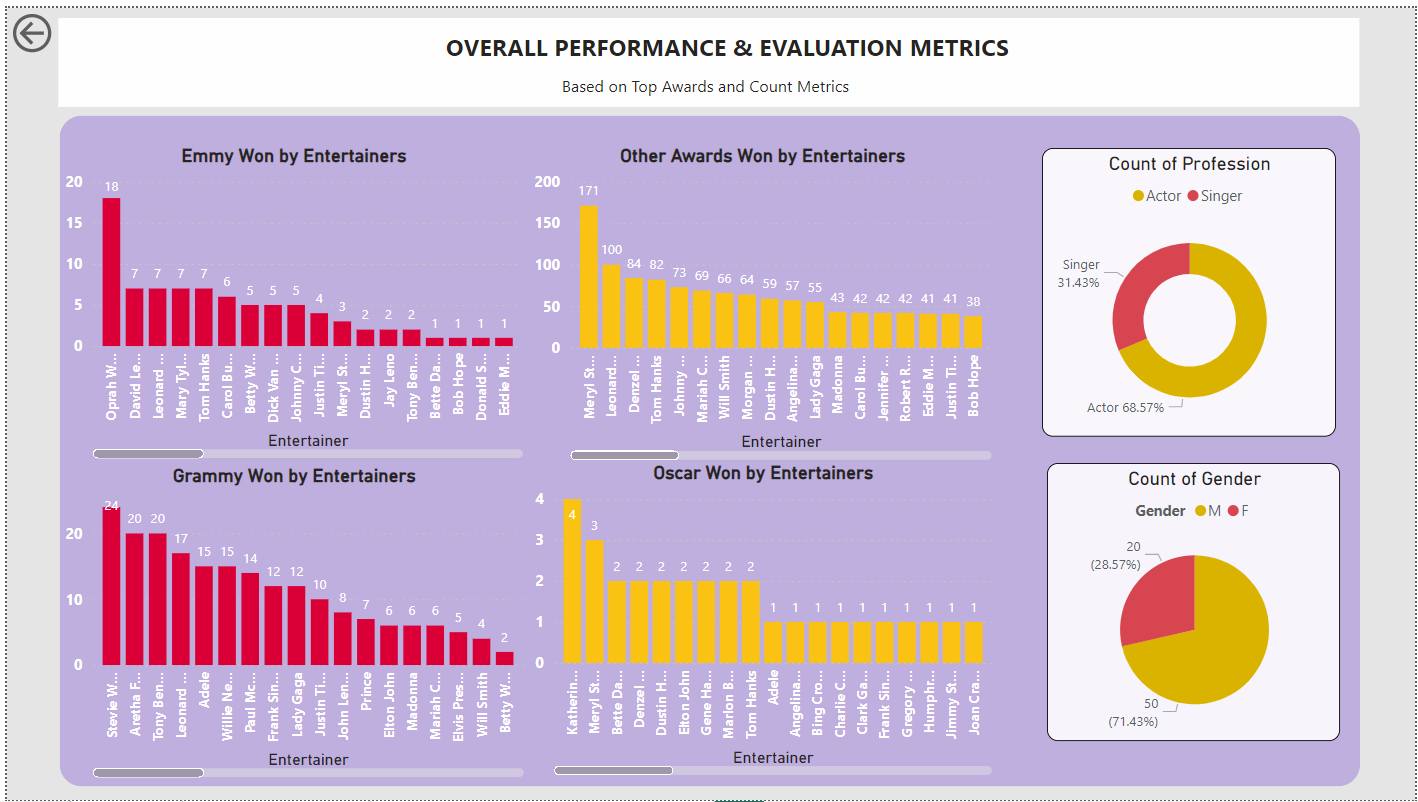 OVERALL PERFORMANCE & EVALUATION METRICS
Based on Top Awards and Count Metrics
Emmy Won by Entertainers
20
15
10
5
0
18
7
7
7
7
6
5
5
5
4
3
2
2
2
1
1
1
1
Oprah W...
David Le...
Leonard ...
Mary Tyl...
Tom Hanks
Carol Bu...
Betty W...
Dick Van ...
Johnny C...
Justin Ti...
Meryl St...
Dustin H...
Jay Leno
Tony Ben...
Bette Da...
Bob Hope
Donald S...
Eddie M...
Entertainer
Other Awards Won by Entertainers
200
150
100
50
0
171
100
84
82
73
69
66
64
59
57
55
43
42
42
42
41
41
38
Meryl St...
Leonard...
Denzel ...
Tom Hanks
Johnny ...
Mariah C...
Will Smith
Morgan ...
Dustin H...
Angelina...
Lady Gaga
Madonna
Carol Bu...
Jennifer ...
Robert R...
Eddie M...
Justin Ti...
Bob Hope
Entertainer
Count of Profession
Actor Singer
Singer
31.43%
Actor 68.57%
Grammy Won by Entertainers
20
10
0
24
20
20
17
15
15
14
12
12
10
8
7
6
6
6
5
4
2
Stevie W...
Aretha F...
Tony Ben...
Leonard ...
Adele
Willie Ne...
Paul Mc...
Frank Sin...
Lady Gaga
Justin Ti...
John Len...
Prince
Elton John
Madonna
Mariah C...
Elvis Pres...
Will Smith
Betty W...
Entertainer
Oscar Won by Entertainers
4
3
2
1
0
4
3
2
2
2
2
2
2
2
1
1
1
1
1
1
1
1
1
1
Katherin...
Meryl St...
Bette Da...
Denzel ...
Dustin H...
Elton John
Gene Ha...
Marlon B...
Tom Hanks
Adele
Angelina...
Bing Cro...
Charlie C...
Clark Ga...
Frank Sin...
Gregory ...
Humphr...
Jimmy St...
Joan Cra...
Entertainer
Count of Gender
Gender M F
20
(28.57%)
50
(71.43%)